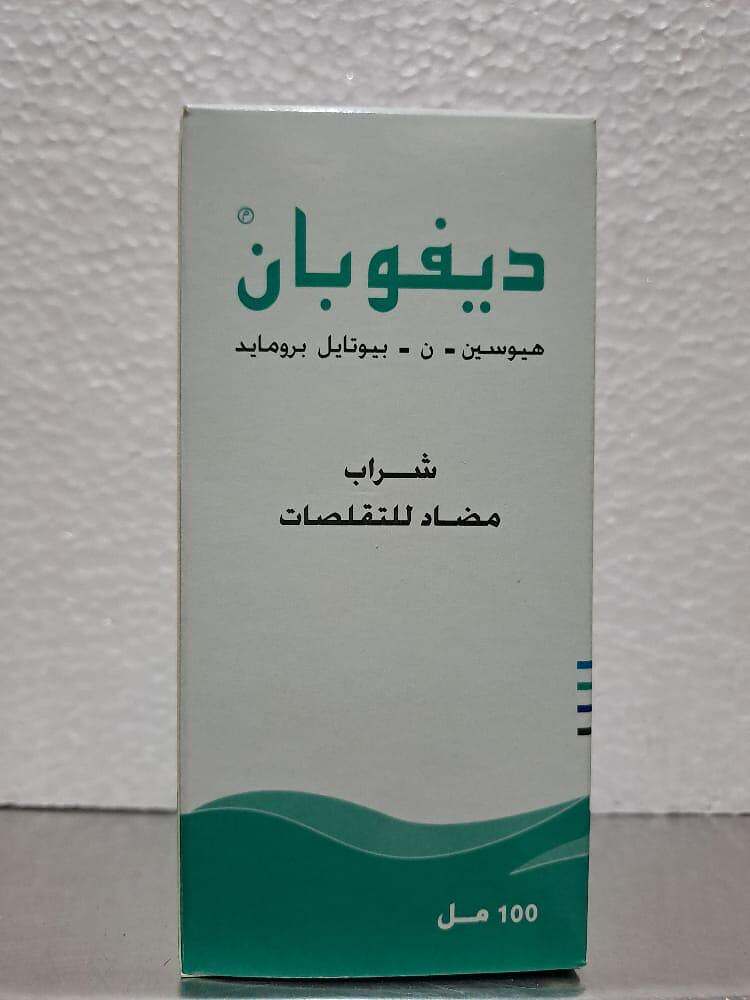 ديفوبان
هيوسين - ن - بيوتايل برومايد
شراب
مضاد للتقلصات
100 مل